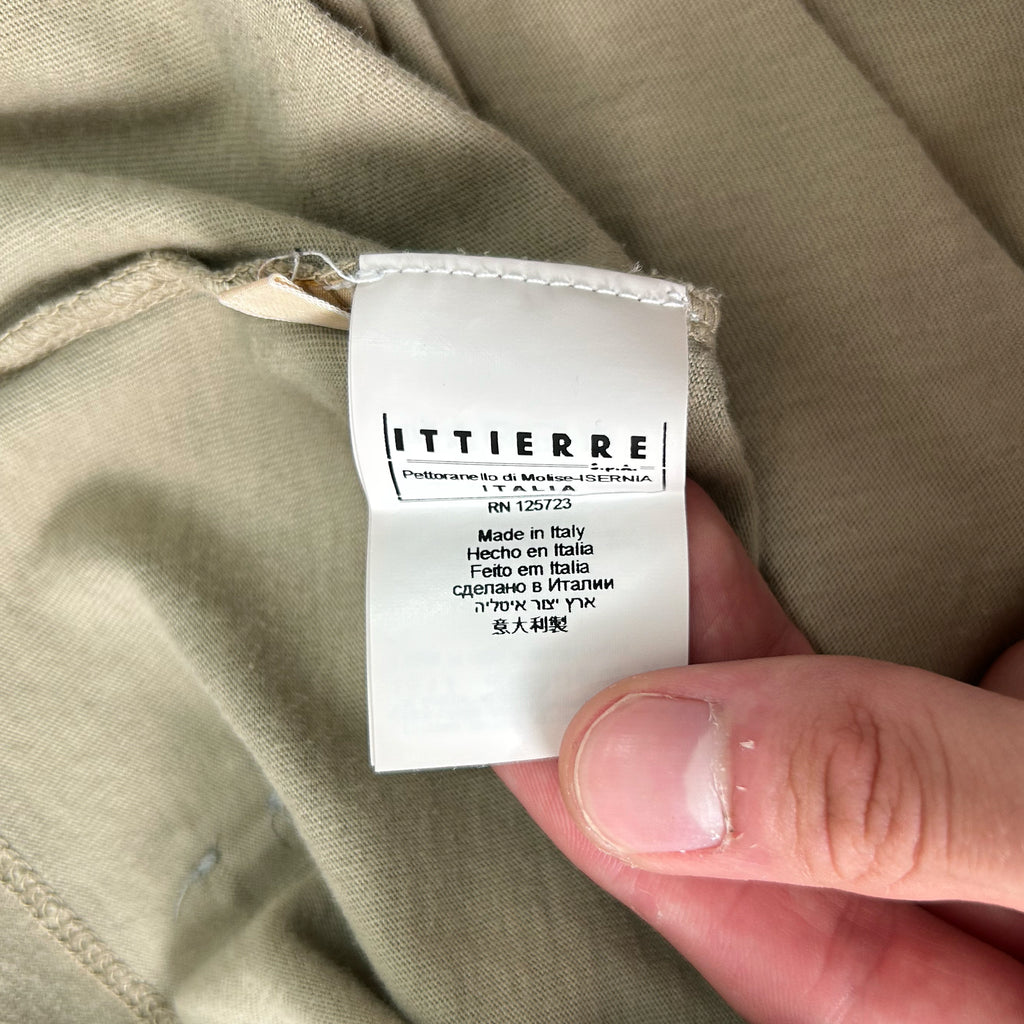 ITTIERRE
S.p.A.
Pettoranello di Molise-ISERNIA
ITALIA
RN 125723
Made in Italy
Hecho en Italia
Feito em Italia
сделано в Италии
ארץ יצור איטליה
意大利製